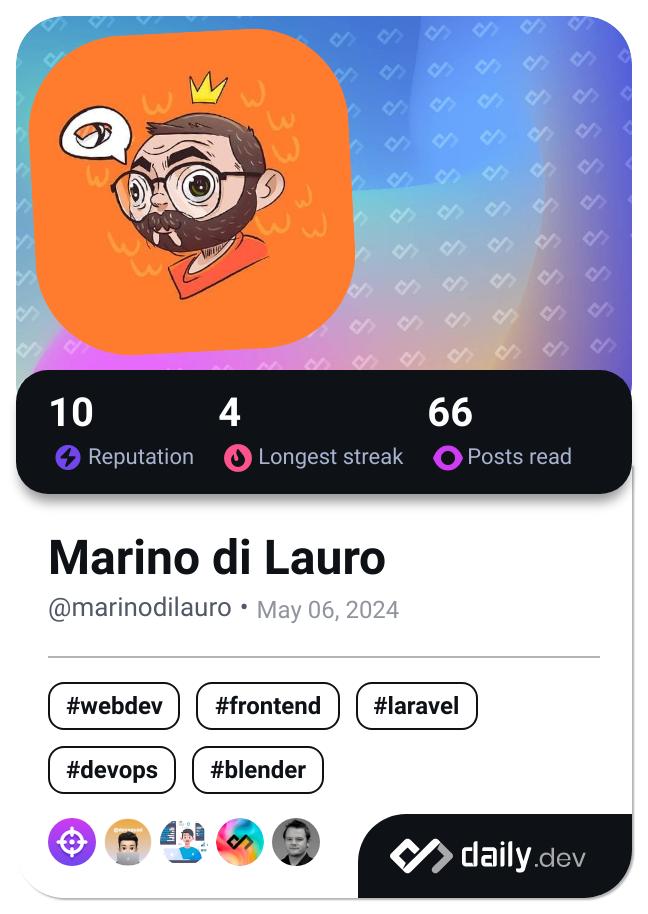 10 4 66
Reputation Longest streak Posts read
Marino di Lauro
@marinodilauro • May 06, 2024
#webdev #frontend #laravel
#devops #blender
daily.dev